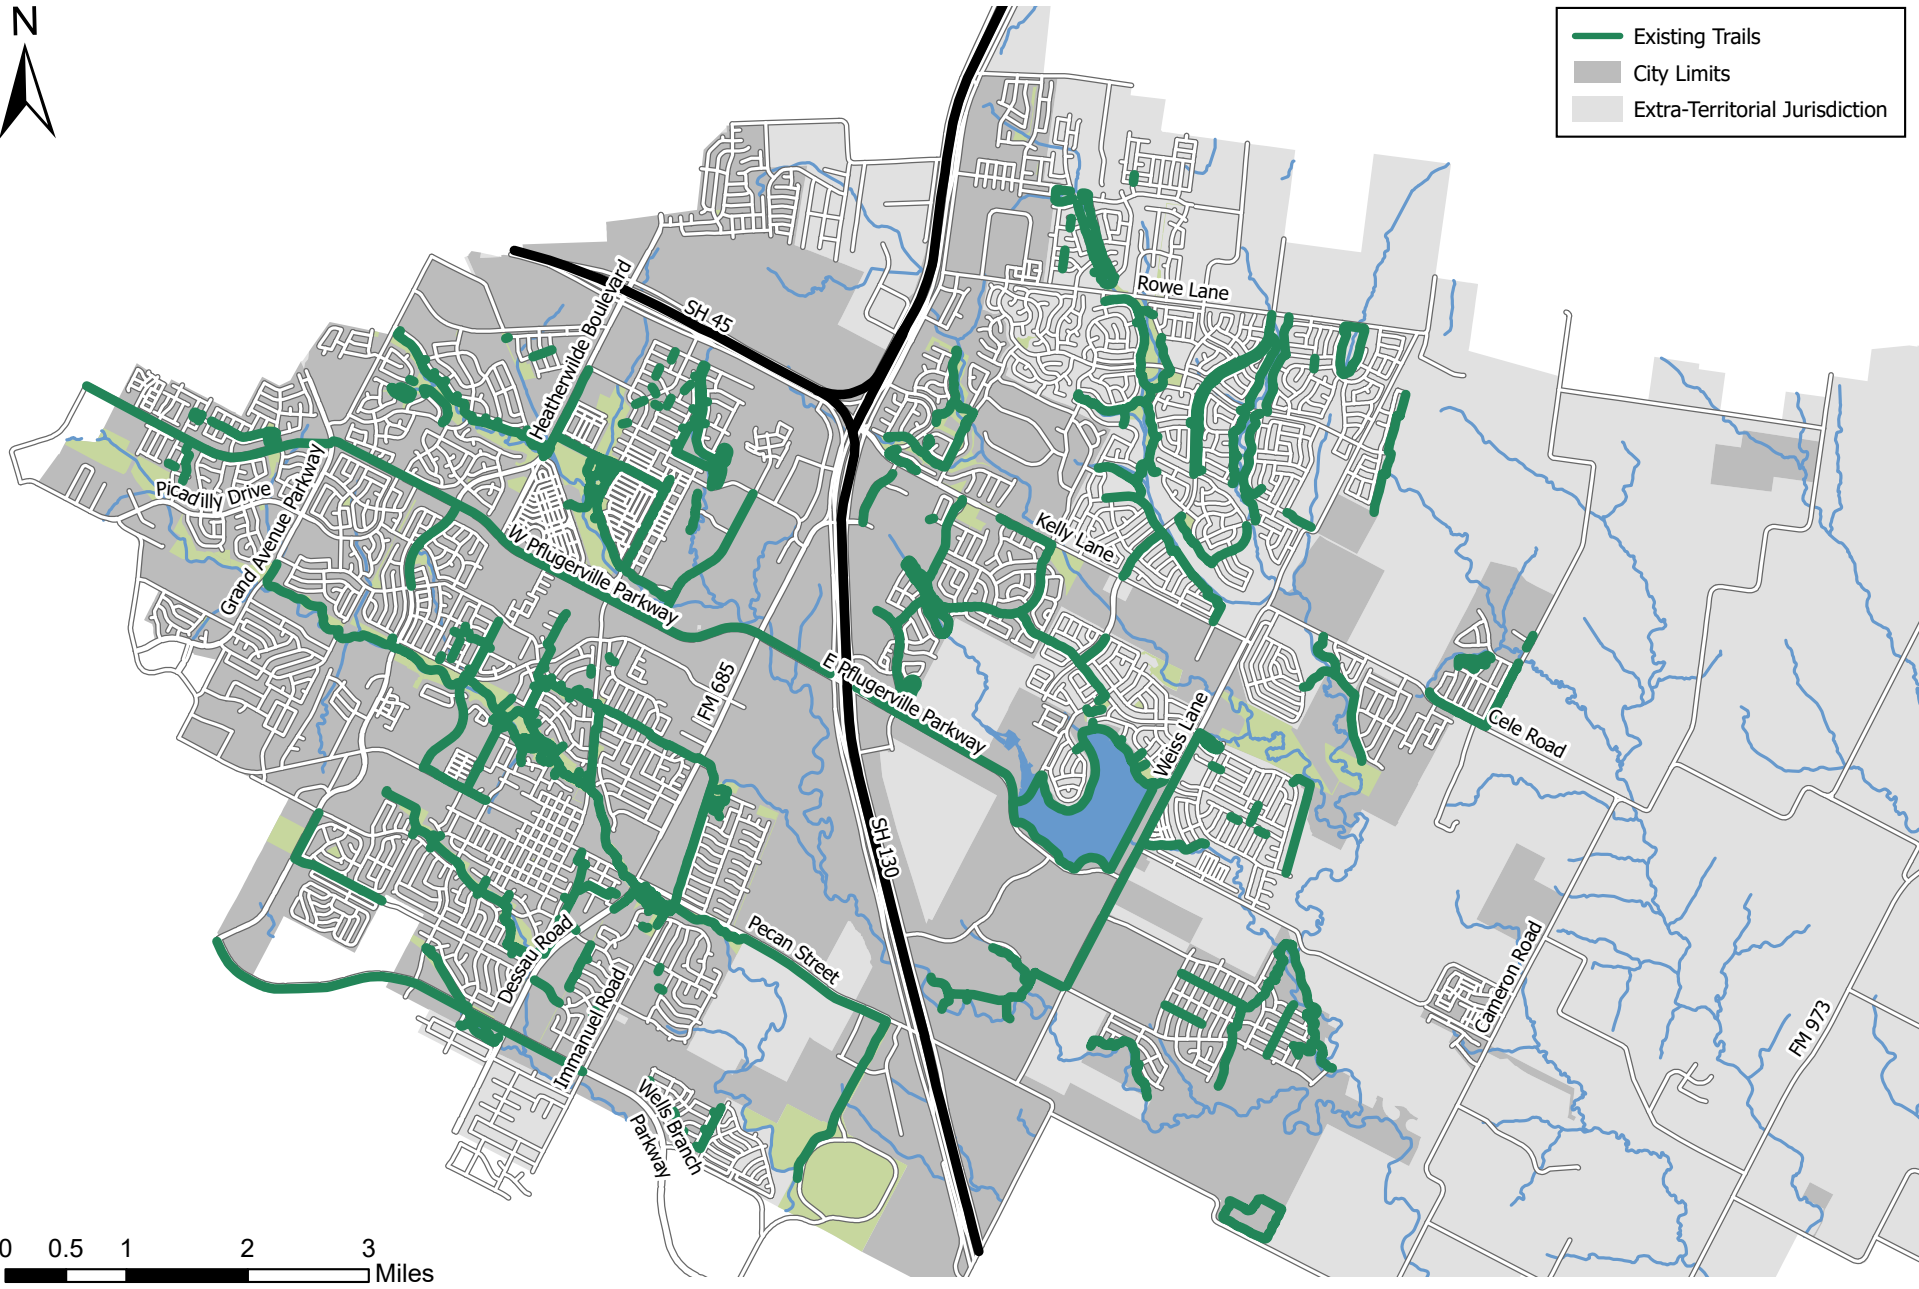 N
Existing Trails
City Limits
Extra-Territorial Jurisdiction
Rowe Lane
SH 45
Heatherwilde Boulevard
Picadilly Drive
Grand Avenue Parkway
W Pflugerville Parkway
Kelly Lane
FM 685
E Pflugerville Parkway
Weiss Lane
Cele Road
SH 130
Pecan Street
Dessau Road
Immanuel Road
Cameron Road
FM 973
Wells Branch
Parkway
0 0.5 1 2 3
Miles